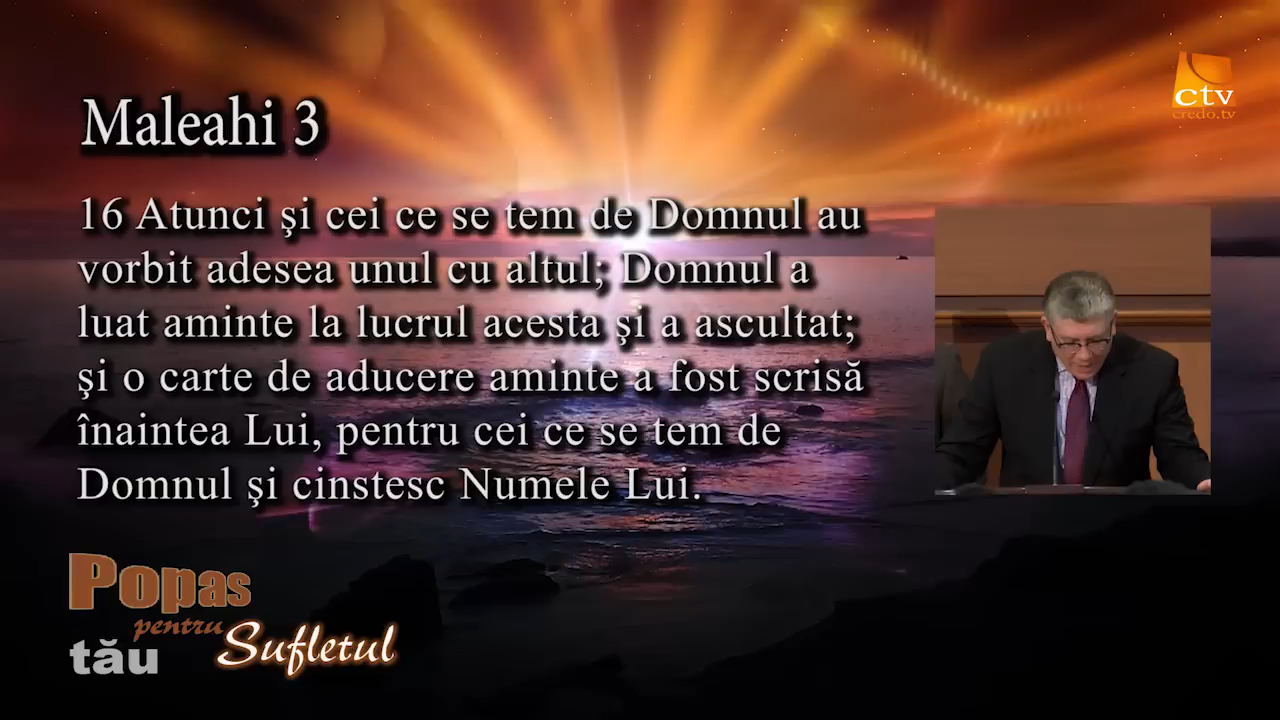 Maleahi 3
16 Atunci şi cei ce se tem de Domnul au
vorbit adesea unul cu altul; Domnul a
luat aminte la lucrul acesta şi a ascultat;
şi o carte de aducere aminte a fost scrisă
înaintea Lui, pentru cei ce se tem de
Domnul şi cinstesc Numele Lui.
ctv
credo.tv
Popas
pentru Sufletul
tău